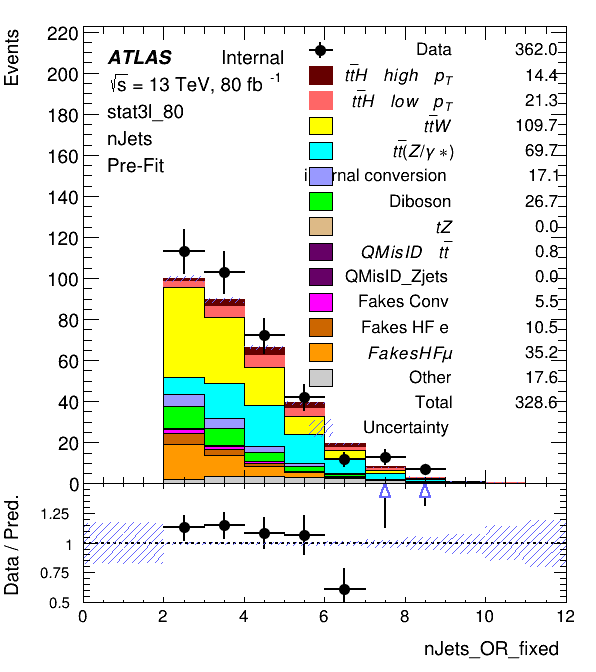 Events
220
200
180
160
140
120
100
80
60
40
20
0
ATLAS Internal
√s = 13 TeV, 80 fb⁻¹
stat3l_80
nJets
Pre-Fit
Data 362.0
tt̄H high p_T 14.4
tt̄H low p_T 21.3
tt̄W 109.7
tt̄(Z/γ*) 69.7
internal conversion 17.1
Diboson 26.7
tZ 0.0
QMisID tt̄ 0.8
QMisID_Zjets 0.0
Fakes Conv 5.5
Fakes HF e 10.5
FakesHFμ 35.2
Other 17.6
Total 328.6
Uncertainty
Data / Pred.
1.25
1
0.75
0.5
0 2 4 6 8 10 12
nJets_OR_fixed